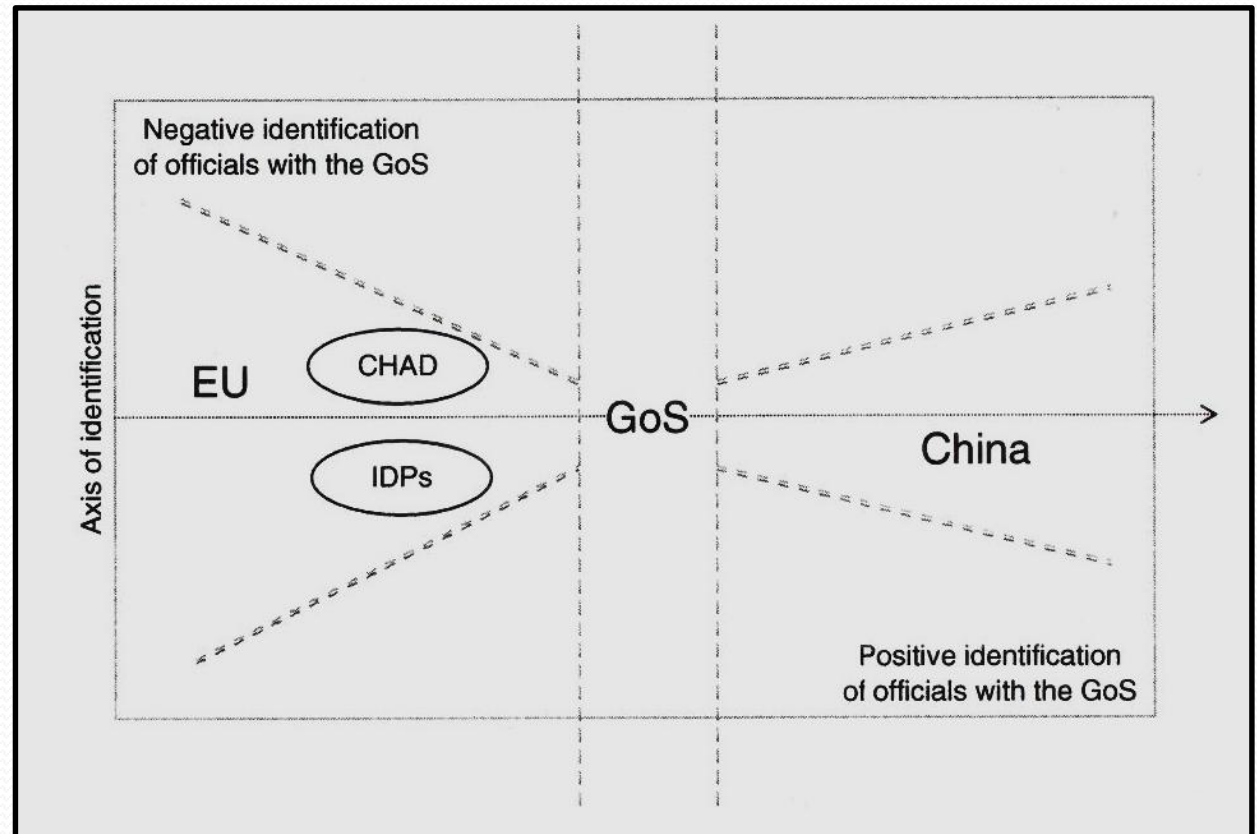 Negative identification
of officials with the GoS
Axis of identification
CHAD
EU
GoS
China
IDPs
Positive identification
of officials with the GoS